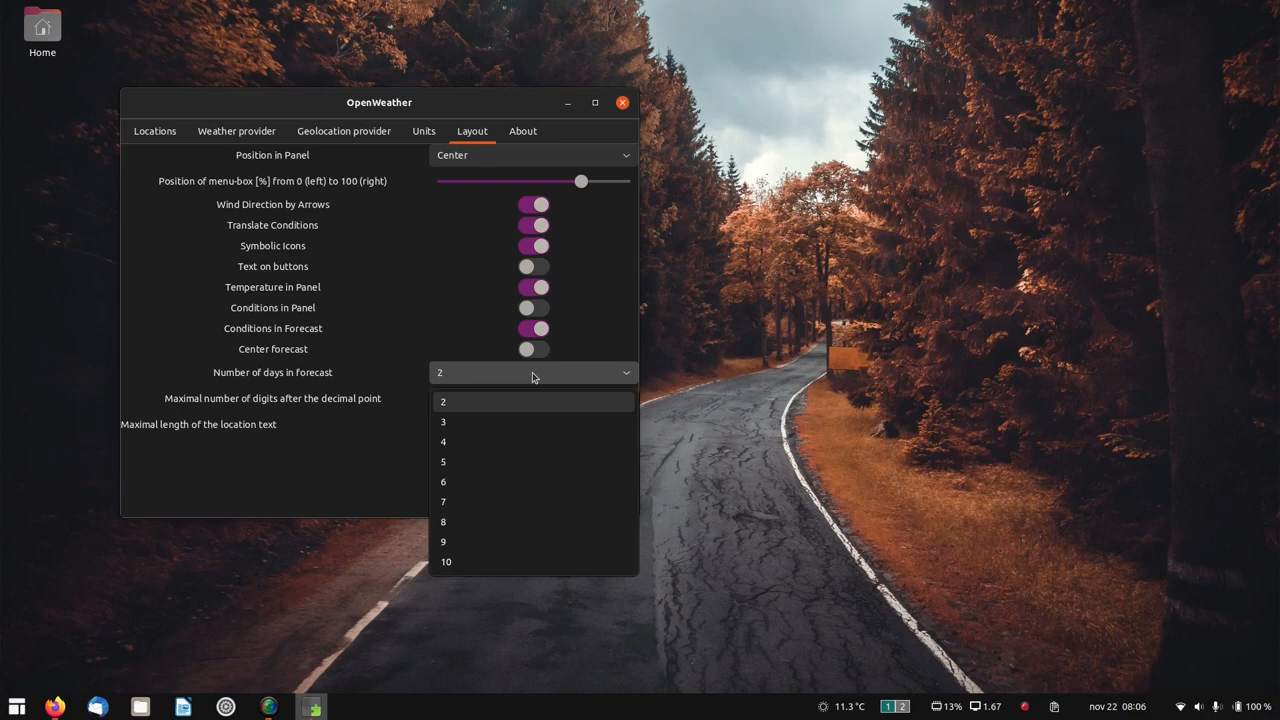 Home
OpenWeather
Locations Weather provider Geolocation provider Units Layout About
Position in Panel Center
Position of menu-box [%] from 0 (left) to 100 (right)
Wind Direction by Arrows
Translate Conditions
Symbolic Icons
Text on buttons
Temperature in Panel
Conditions in Panel
Conditions in Forecast
Center forecast
Number of days in forecast 2
Maximal number of digits after the decimal point
Maximal length of the location text
2
3
4
5
6
7
8
9
10
11.3 °C 1 2 13% 1.67 nov 22 08:06 100 %